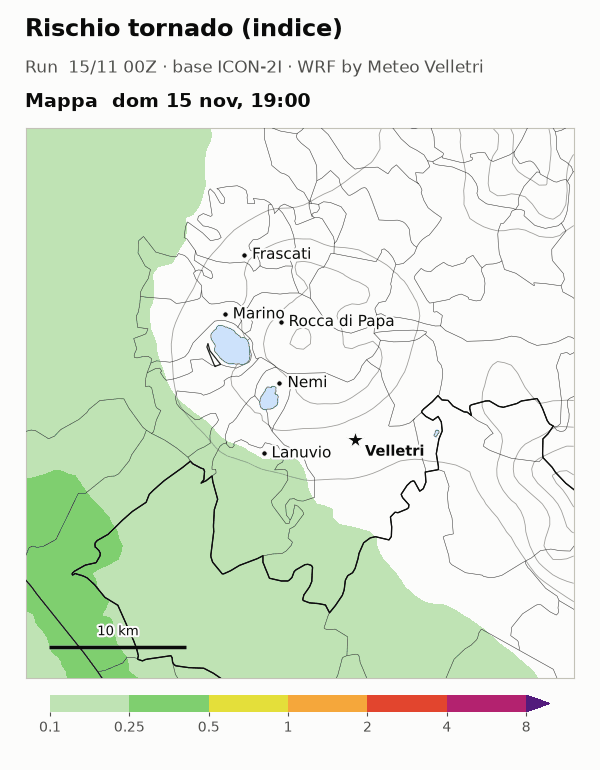 Rischio tornado (indice)
Run  15/11 00Z · base ICON-2I · WRF by Meteo Velletri
Mappa  dom 15 nov, 19:00
Frascati
Marino
Rocca di Papa
Nemi
Velletri
Lanuvio
10 km
0.1 0.25 0.5 1 2 4 8